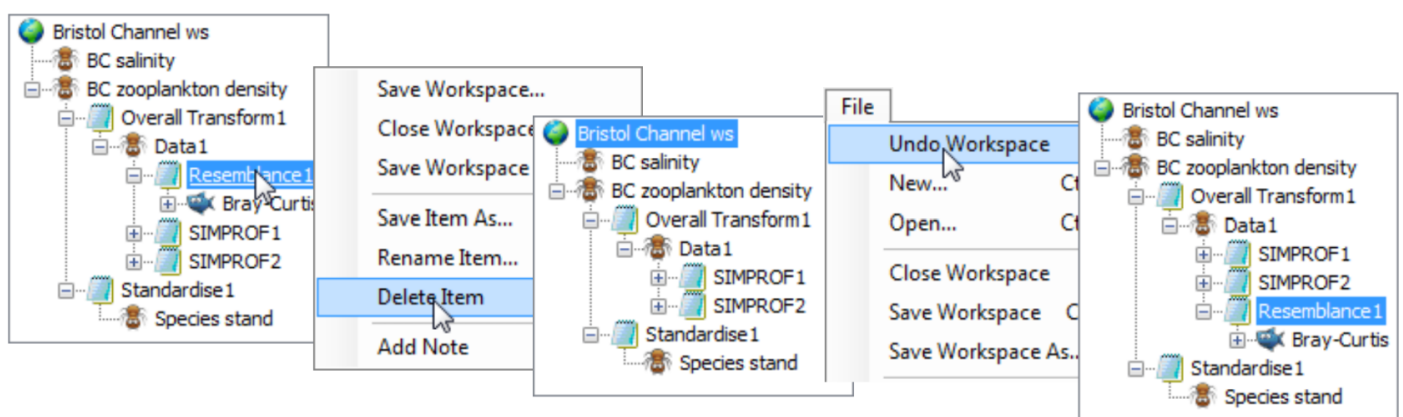 Bristol Channel ws
BC salinity
BC zooplankton density
Overall Transform1
Data1
Resemblance1
Bray-Curtis
SIMPROF1
SIMPROF2
Standardise1
Species stand
Save Workspace...
Close Workspace
Save Workspace
Save Item As...
Rename Item...
Delete Item
Add Note
Bristol Channel ws
BC salinity
BC zooplankton density
Overall Transform1
Data1
SIMPROF1
SIMPROF2
Standardise1
Species stand
File
Undo Workspace
New...
Open...
Close Workspace
Save Workspace
Save Workspace As..
Bristol Channel ws
BC salinity
BC zooplankton density
Overall Transform1
Data1
SIMPROF1
SIMPROF2
Resemblance1
Bray-Curtis
Standardise1
Species stand